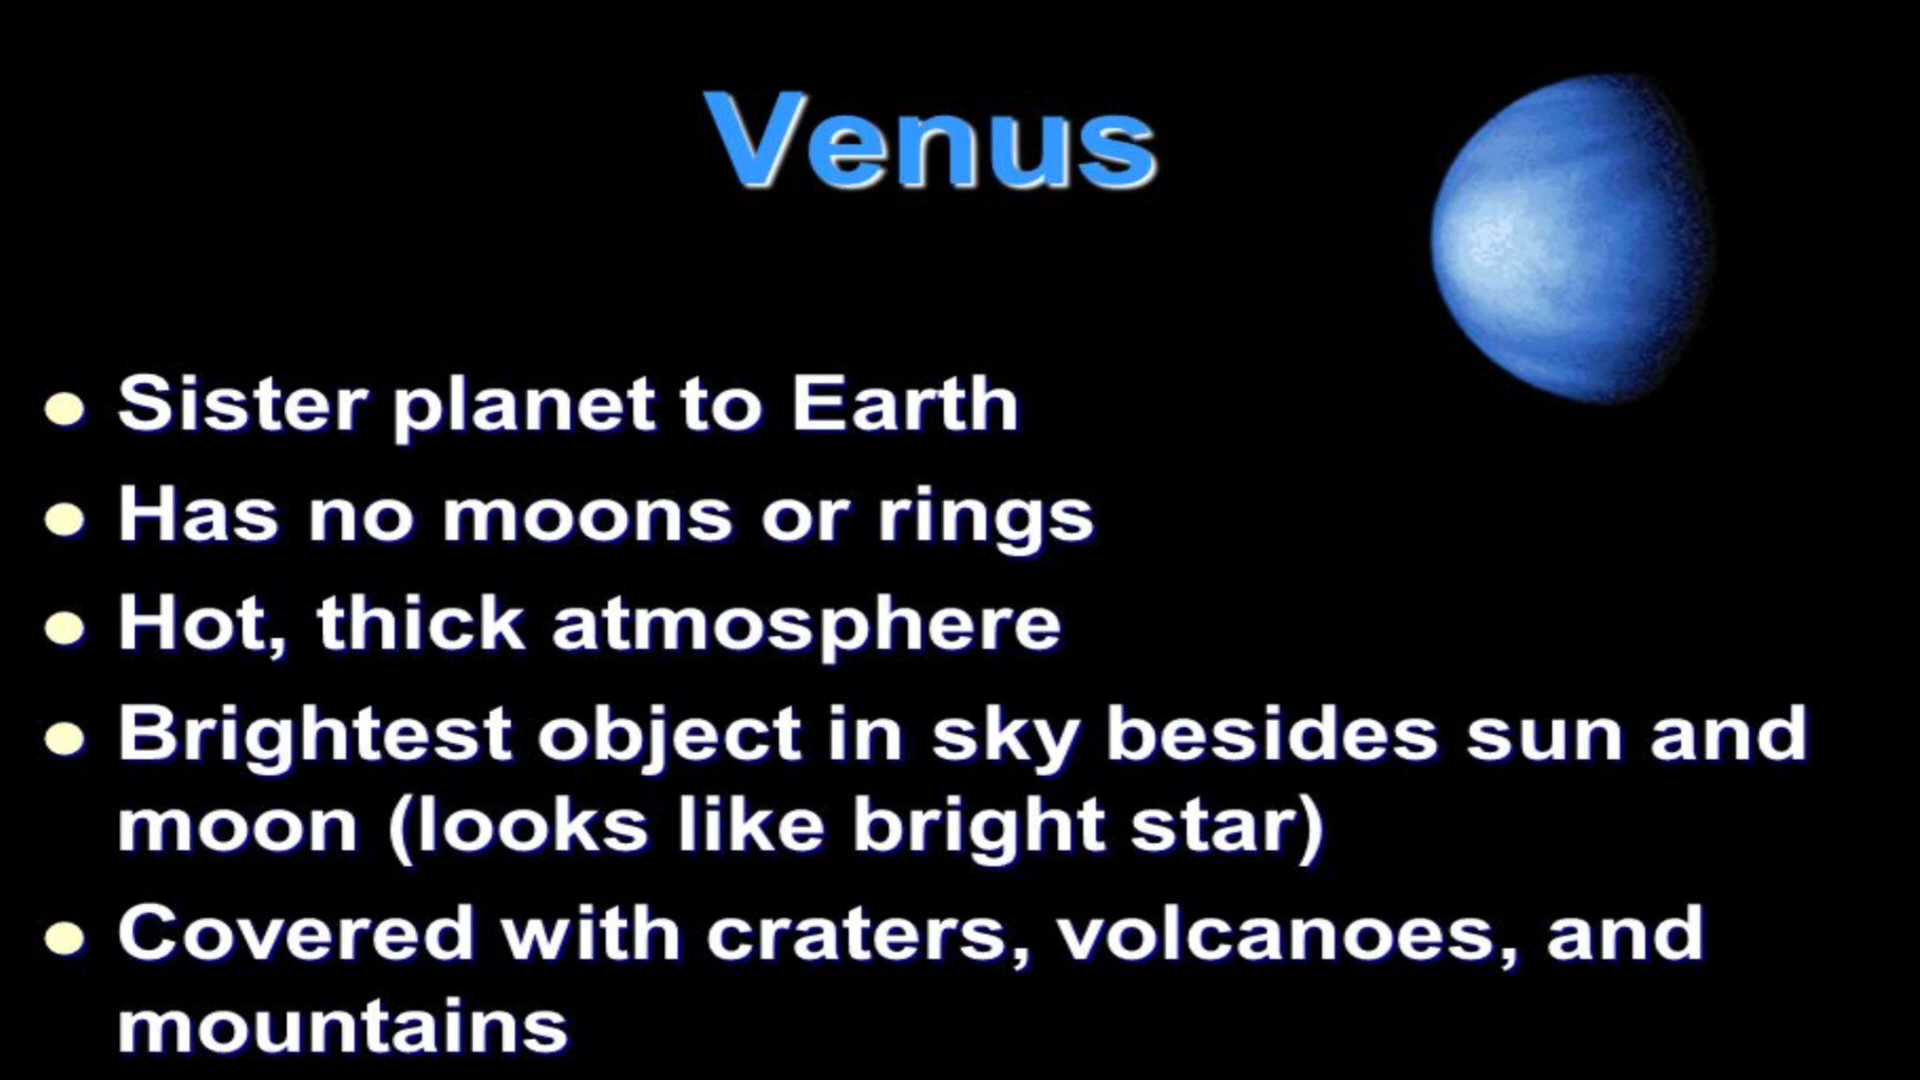 Venus
• Sister planet to Earth
• Has no moons or rings
• Hot, thick atmosphere
• Brightest object in sky besides sun and
moon (looks like bright star)
• Covered with craters, volcanoes, and
mountains